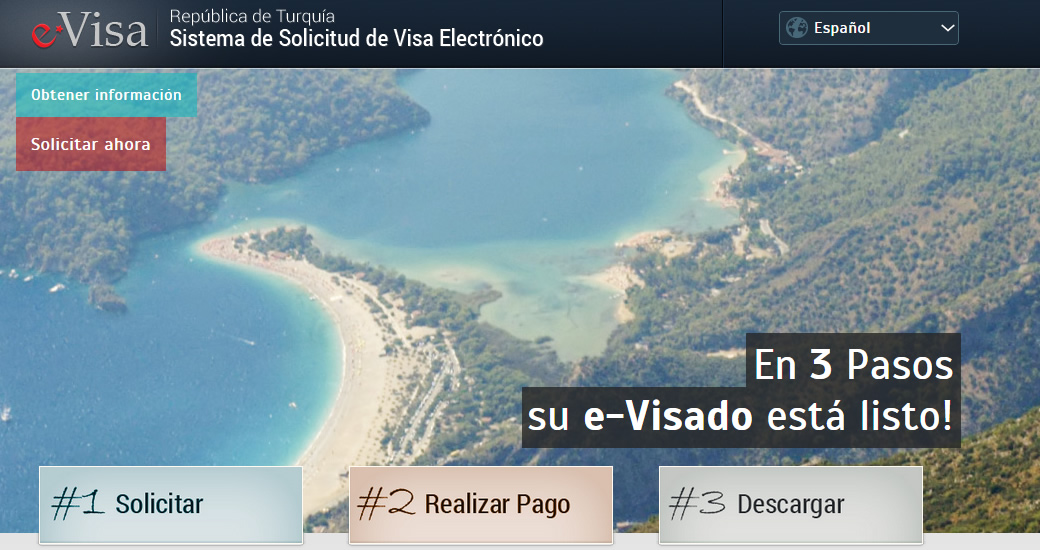 e*Visa
República de Turquía
Sistema de Solicitud de Visa Electrónico
Español
Obtener información
Solicitar ahora
En 3 Pasos
su e-Visado está listo!
#1 Solicitar
#2 Realizar Pago
#3 Descargar